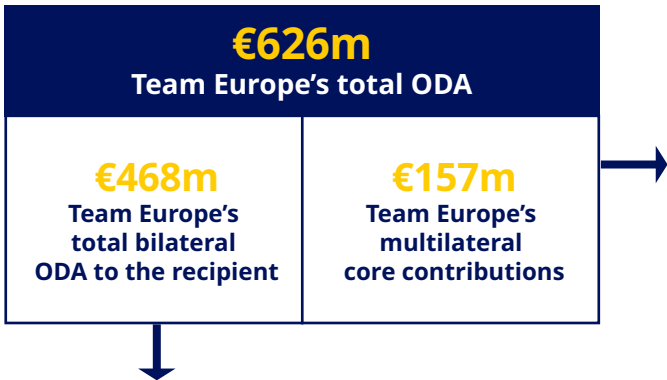 €626m
Team Europe’s total ODA
€468m
Team Europe’s
total bilateral
ODA to the recipient
€157m
Team Europe’s
multilateral
core contributions